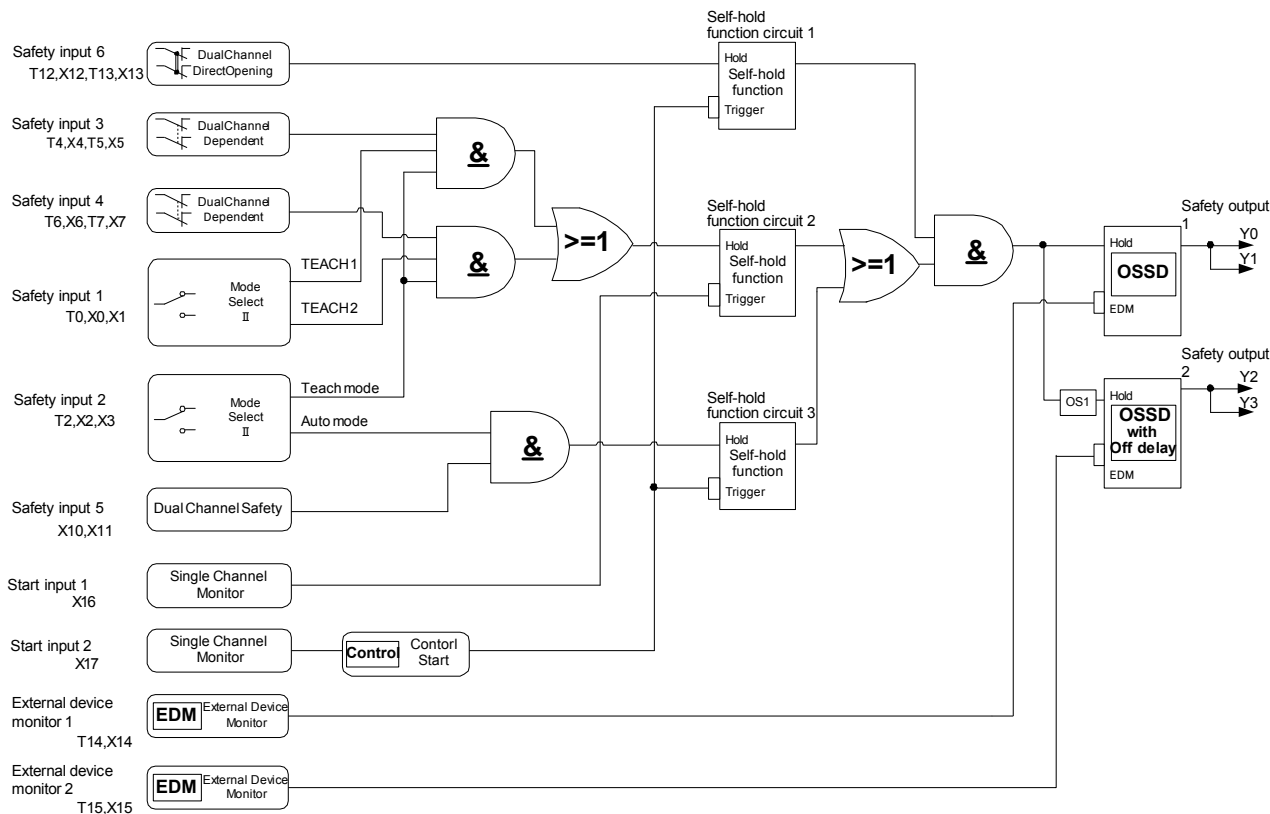 Safety input 6
T12,X12,T13,X13
DualChannel
DirectOpening
Safety input 3
T4,X4,T5,X5
DualChannel
Dependent
Safety input 4
T6,X6,T7,X7
DualChannel
Dependent
Safety input 1
T0,X0,X1
Mode
Select
II
TEACH1
TEACH2
Safety input 2
T2,X2,X3
Mode
Select
II
Teach mode
Auto mode
Safety input 5
X10,X11
Dual Channel Safety
Start input 1
X16
Single Channel
Monitor
Start input 2
X17
Single Channel
Monitor
Control
Contorl
Start
External device
monitor 1
T14,X14
EDM
External Device
Monitor
External device
monitor 2
T15,X15
EDM
External Device
Monitor
&
&
>=1
&
Self-hold
function circuit 1
Hold
Self-hold
function
Trigger
Self-hold
function circuit 2
Hold
Self-hold
function
Trigger
Self-hold
function circuit 3
Hold
Self-hold
function
Trigger
>=1
&
Safety output
1
Hold
OSSD
EDM
Y0
Y1
Safety output
2
OS1
Hold
OSSD
with
Off delay
EDM
Y2
Y3